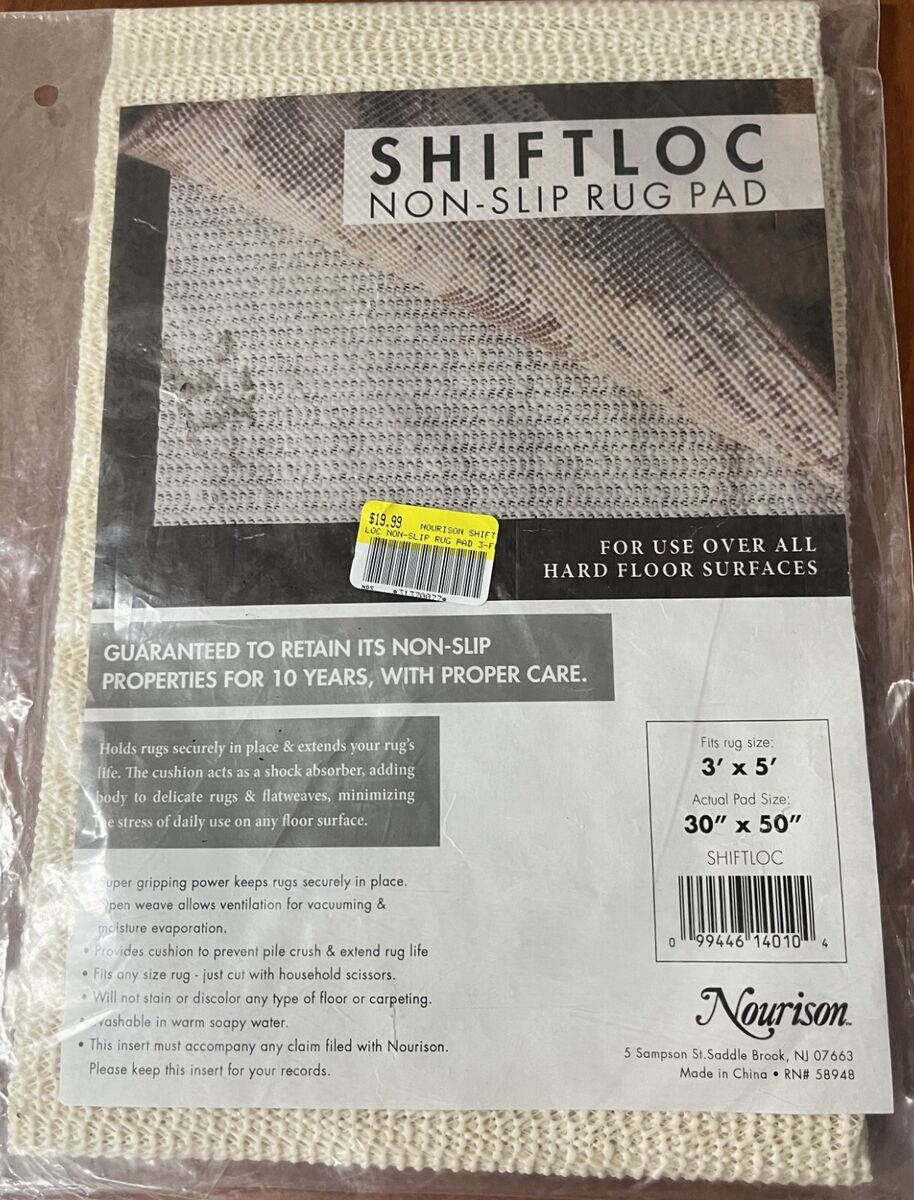 SHIFTLOC
NON-SLIP RUG PAD
$19.99 NOURISON SHIFT
LOC NON-SLIP RUG PAD 3-F
FOR USE OVER ALL
HARD FLOOR SURFACES
GUARANTEED TO RETAIN ITS NON-SLIP
PROPERTIES FOR 10 YEARS, WITH PROPER CARE.
Holds rugs securely in place & extends your rug's
life. The cushion acts as a shock absorber, adding
body to delicate rugs & flatweaves, minimizing
the stress of daily use on any floor surface.
Super gripping power keeps rugs securely in place.
Open weave allows ventilation for vacuuming &
moisture evaporation.
• Provides cushion to prevent pile crush & extend rug life
• Fits any size rug - just cut with household scissors.
• Will not stain or discolor any type of floor or carpeting.
• Washable in warm soapy water.
• This insert must accompany any claim filed with Nourison.
Please keep this insert for your records.
Fits rug size:
3' x 5'
Actual Pad Size:
30" x 50"
SHIFTLOC
0 99446 14010 4
Nourison
5 Sampson St.Saddle Brook, NJ 07663
Made in China • RN# 58948